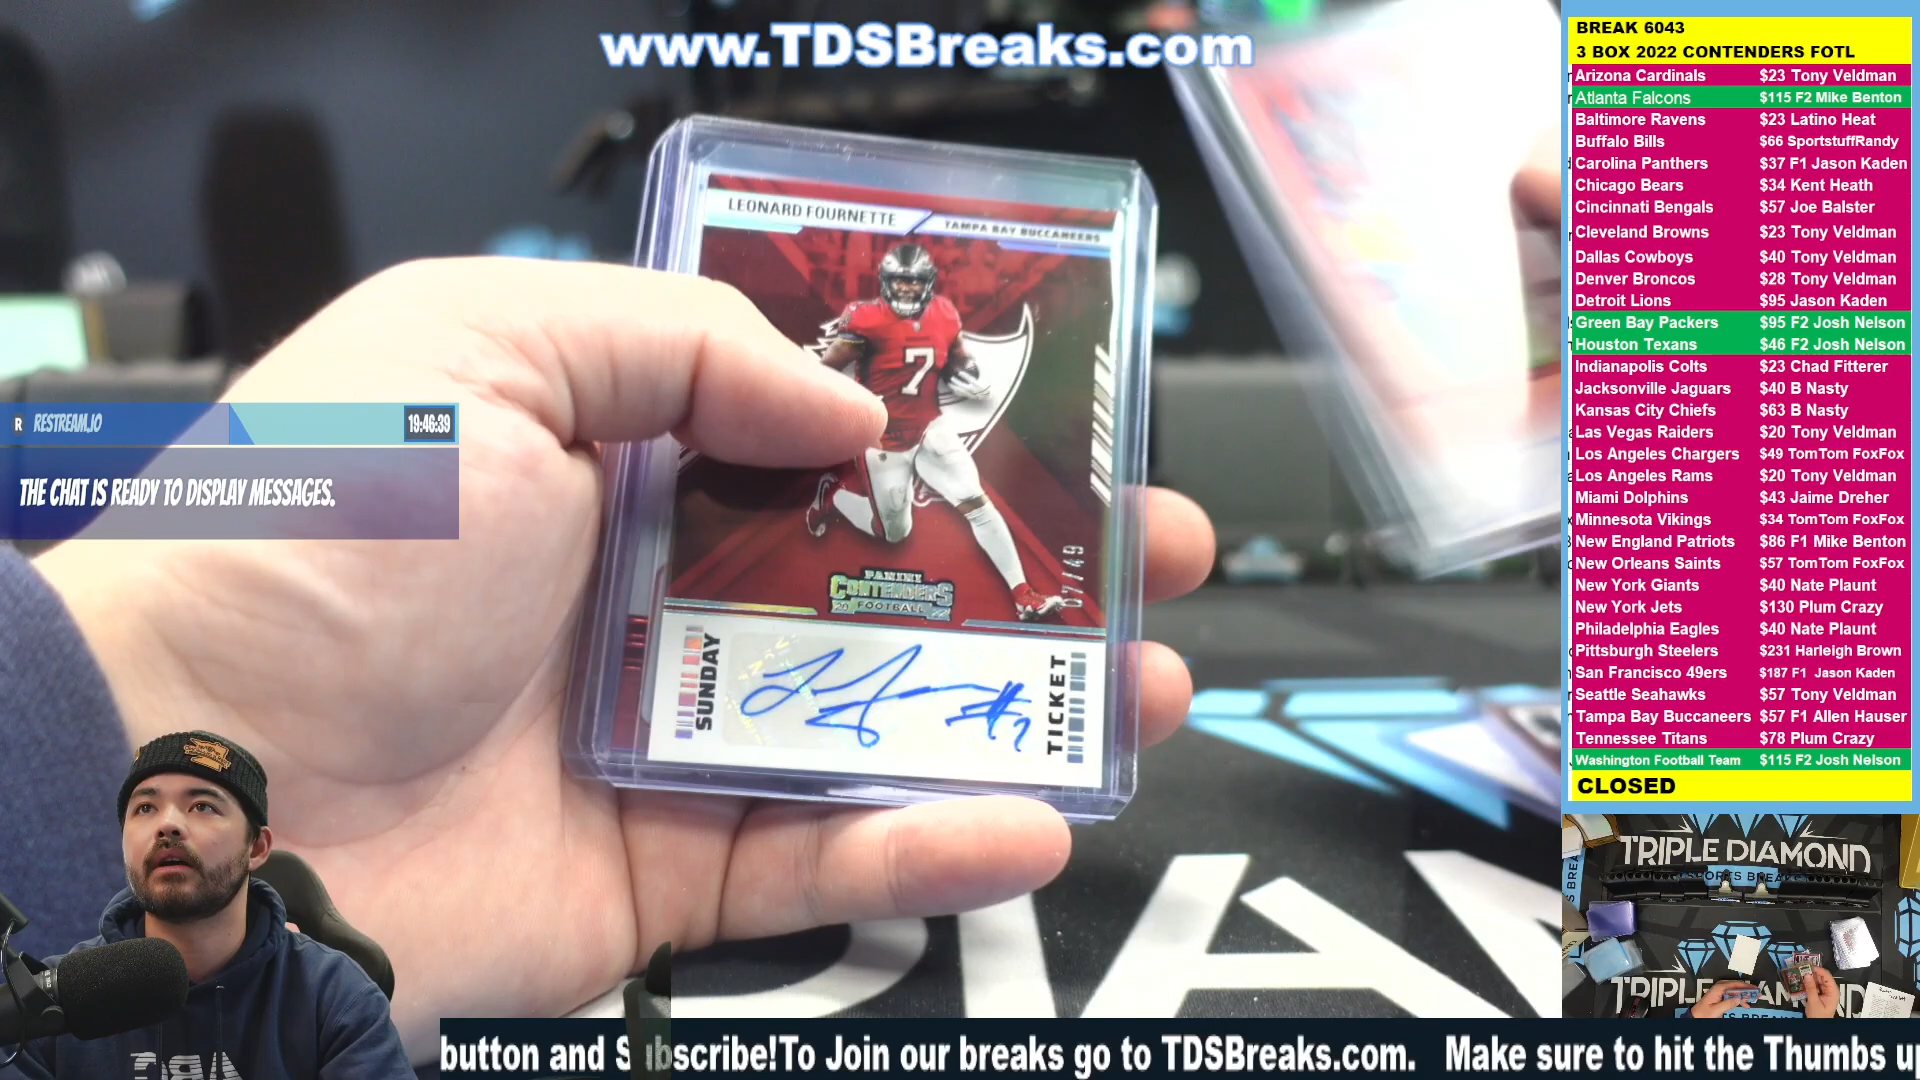 www.TDSBreaks.com
LEONARD FOURNETTE
TAMPA BAY BUCCANEERS
7
07/49
PANINI
CONTENDERS
20 FOOTBALL 22
SUNDAY
TICKET
#7
R RESTREAM.IO 19:46:39
THE CHAT IS READY TO DISPLAY MESSAGES.
BREAK 6043
3 BOX 2022 CONTENDERS FOTL
Arizona Cardinals $23 Tony Veldman
Atlanta Falcons $115 F2 Mike Benton
Baltimore Ravens $23 Latino Heat
Buffalo Bills $66 SportstuffRandy
Carolina Panthers $37 F1 Jason Kaden
Chicago Bears $34 Kent Heath
Cincinnati Bengals $57 Joe Balster
Cleveland Browns $23 Tony Veldman
Dallas Cowboys $40 Tony Veldman
Denver Broncos $28 Tony Veldman
Detroit Lions $95 Jason Kaden
Green Bay Packers $95 F2 Josh Nelson
Houston Texans $46 F2 Josh Nelson
Indianapolis Colts $23 Chad Fitterer
Jacksonville Jaguars $40 B Nasty
Kansas City Chiefs $63 B Nasty
Las Vegas Raiders $20 Tony Veldman
Los Angeles Chargers $49 TomTom FoxFox
Los Angeles Rams $20 Tony Veldman
Miami Dolphins $43 Jaime Dreher
Minnesota Vikings $34 TomTom FoxFox
New England Patriots $86 F1 Mike Benton
New Orleans Saints $57 TomTom FoxFox
New York Giants $40 Nate Plaunt
New York Jets $130 Plum Crazy
Philadelphia Eagles $40 Nate Plaunt
Pittsburgh Steelers $231 Harleigh Brown
San Francisco 49ers $187 F1 Jason Kaden
Seattle Seahawks $57 Tony Veldman
Tampa Bay Buccaneers $57 F1 Allen Hauser
Tennessee Titans $78 Plum Crazy
Washington Football Team $115 F2 Josh Nelson
CLOSED
TRIPLE DIAMOND
SPORTS BREAKS
TRIPLE DIAMOND
button and Subscribe!To Join our breaks go to TDSBreaks.com. Make sure to hit the Thumbs up